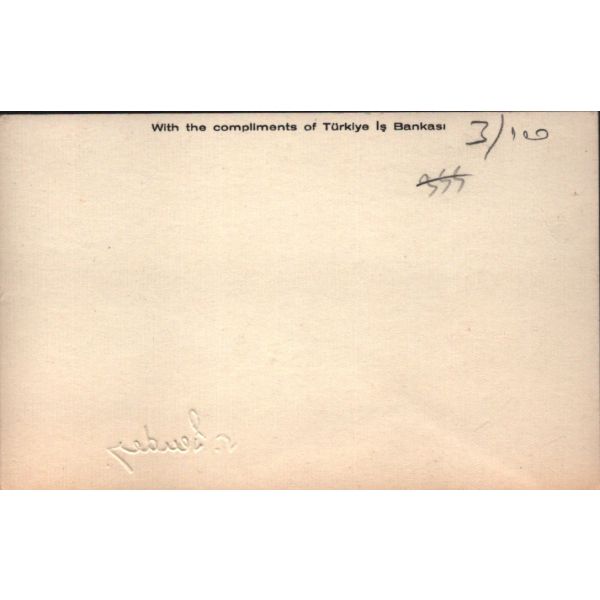 With the compliments of Türkiye İş Bankası
3/100